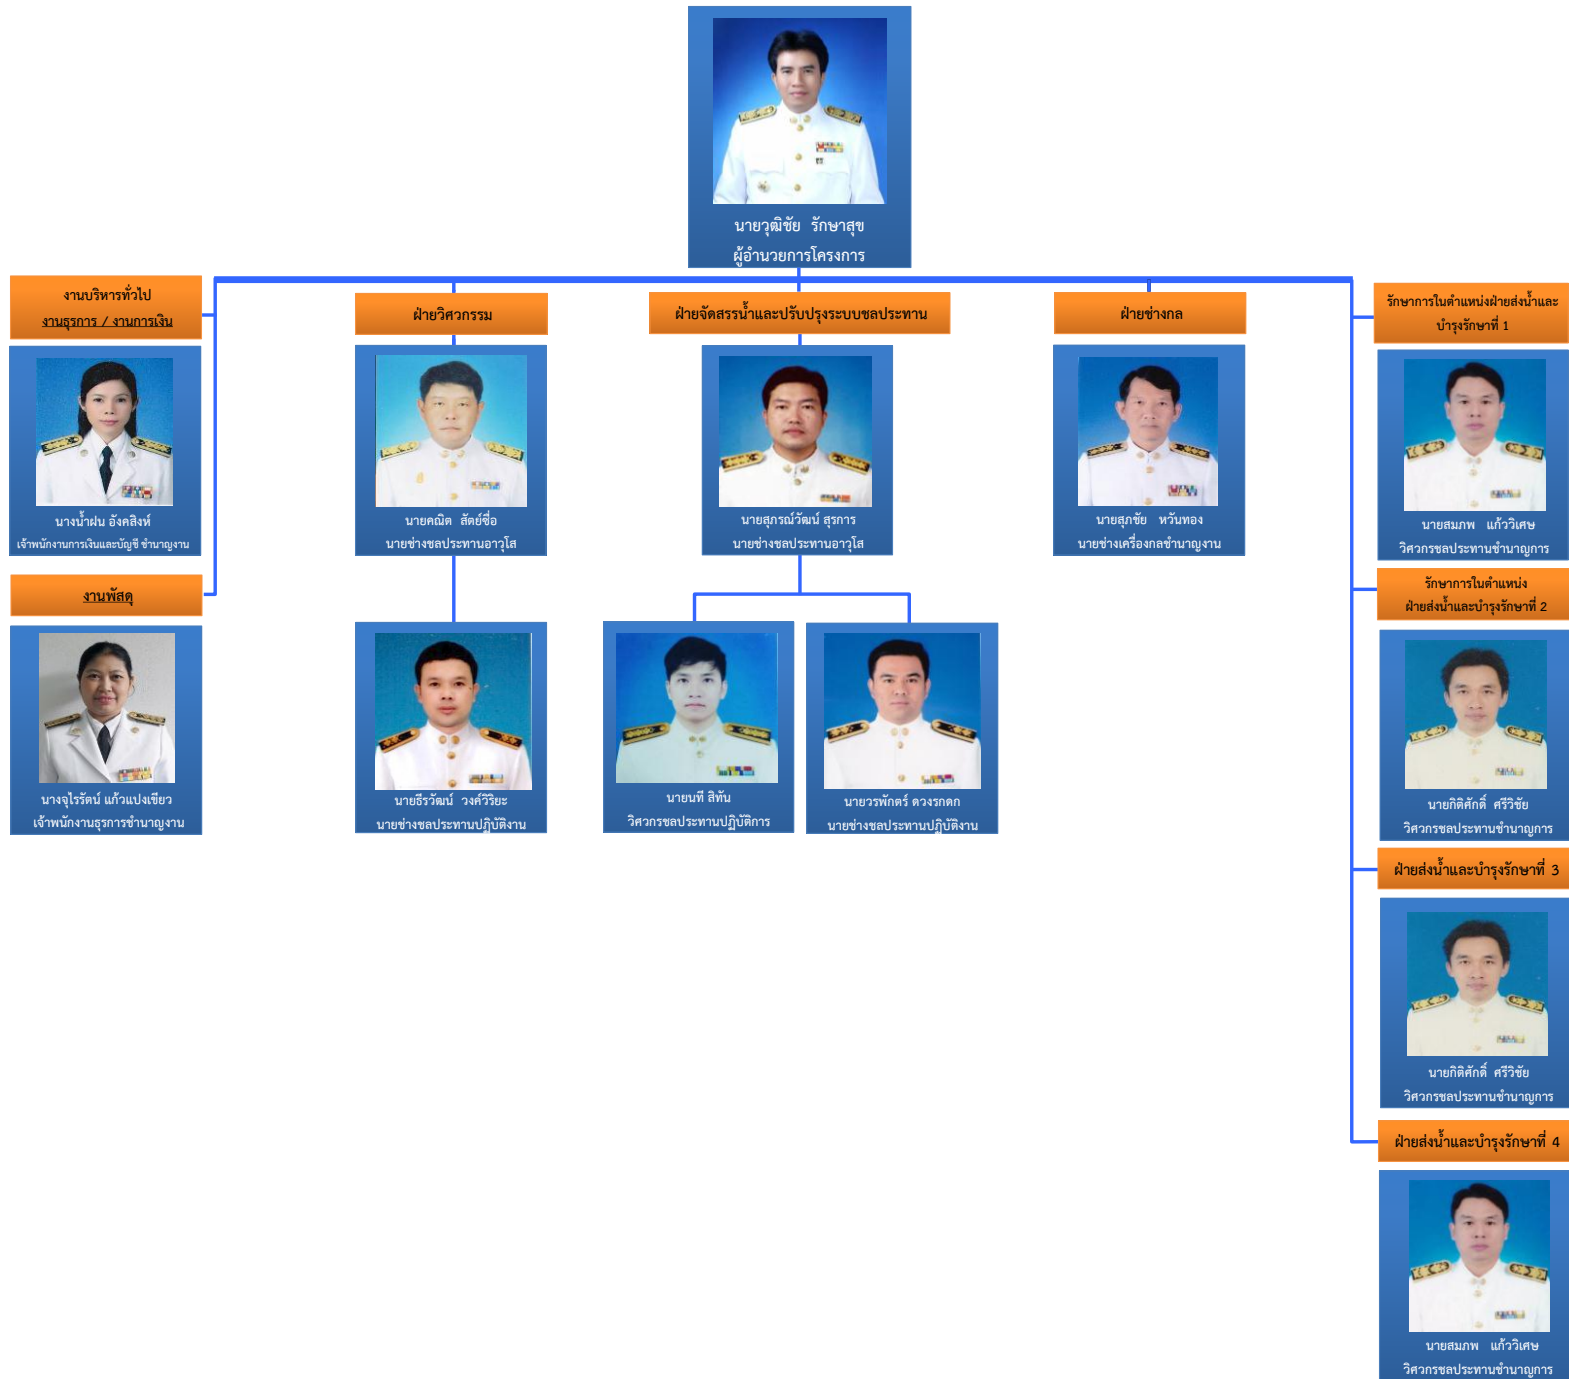 นายวุฒิชัย รักษาสุข
ผู้อำนวยการโครงการ
งานบริหารทั่วไป
งานธุรการ / งานการเงิน
นางน้ำฝน อังคสิงห์
เจ้าพนักงานการเงินและบัญชี ชำนาญงาน
งานพัสดุ
นางจุไรรัตน์ แก้วแปงเขียว
เจ้าพนักงานธุรการชำนาญงาน
ฝ่ายวิศวกรรม
นายคณิต สัตย์ซื่อ
นายช่างชลประทานอาวุโส
นายธีรวัฒน์ วงค์วิริยะ
นายช่างชลประทานปฏิบัติงาน
ฝ่ายจัดสรรน้ำและปรับปรุงระบบชลประทาน
นายสุภรณ์วัฒน์ สุรการ
นายช่างชลประทานอาวุโส
นายนที สิทัน
วิศวกรชลประทานปฏิบัติการ
นายวรพักตร์ ดวงรกตก
นายช่างชลประทานปฏิบัติงาน
ฝ่ายช่างกล
นายสุภชัย หวันทอง
นายช่างเครื่องกลชำนาญงาน
รักษาการในตำแหน่งฝ่ายส่งน้ำและ
บำรุงรักษาที่ 1
นายสมภพ แก้ววิเศษ
วิศวกรชลประทานชำนาญการ
รักษาการในตำแหน่ง
ฝ่ายส่งน้ำและบำรุงรักษาที่ 2
นายกิติศักดิ์ ศรีวิชัย
วิศวกรชลประทานชำนาญการ
ฝ่ายส่งน้ำและบำรุงรักษาที่ 3
นายกิติศักดิ์ ศรีวิชัย
วิศวกรชลประทานชำนาญการ
ฝ่ายส่งน้ำและบำรุงรักษาที่ 4
นายสมภพ แก้ววิเศษ
วิศวกรชลประทานชำนาญการ